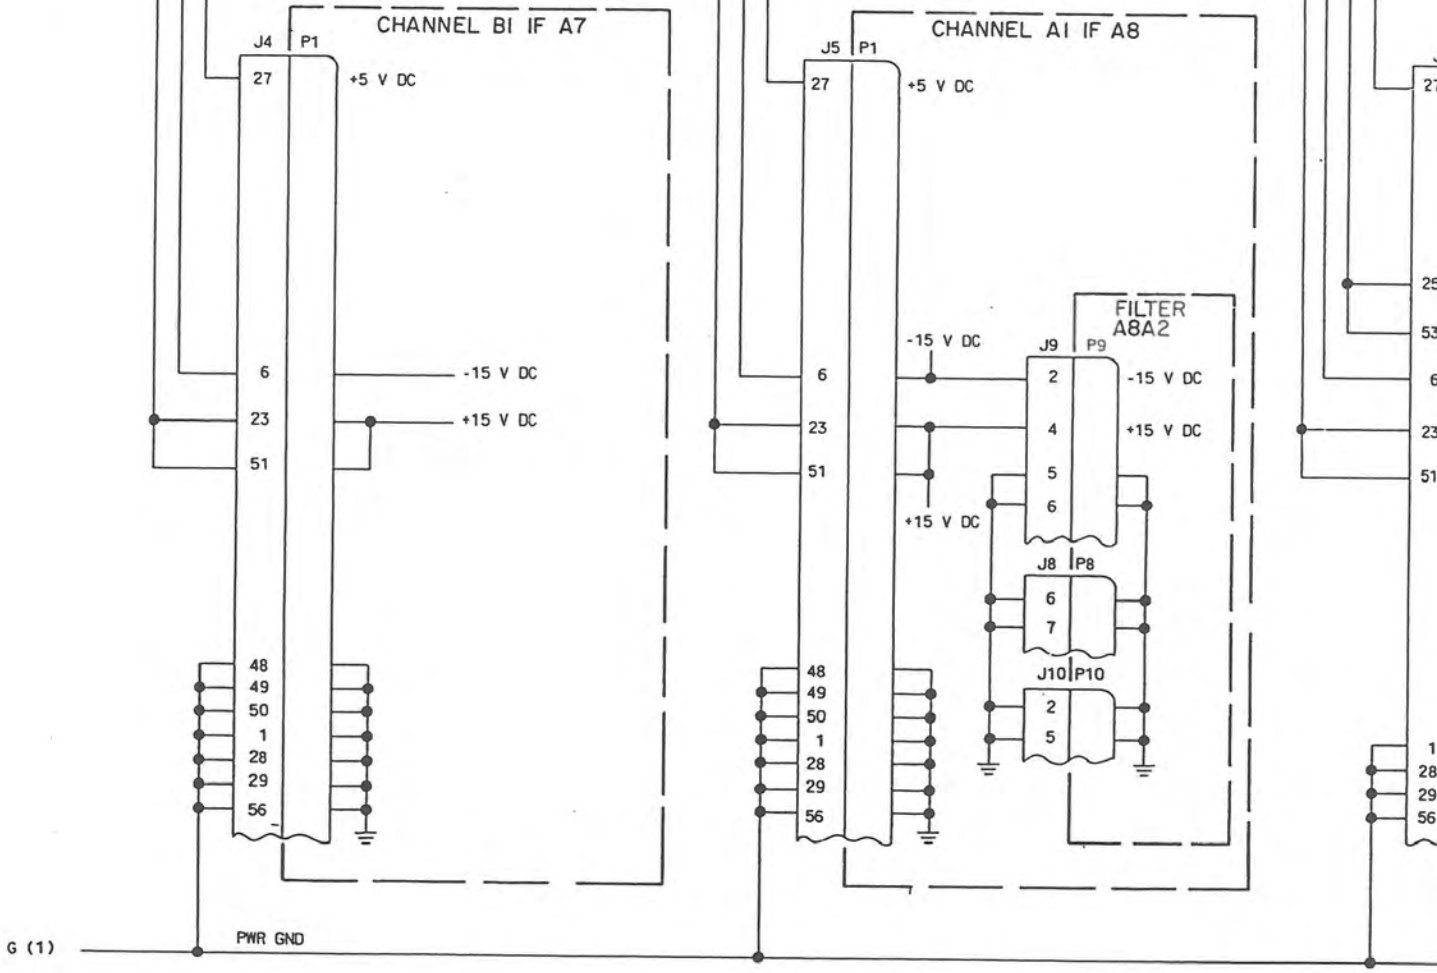 CHANNEL B1 IF A7
J4 P1
27 +5 V DC
6 -15 V DC
23 +15 V DC
51
48
49
50
1
28
29
56
CHANNEL A1 IF A8
J5 P1
27 +5 V DC
-15 V DC
6
23
51
+15 V DC
48
49
50
1
28
29
56
FILTER
A8A2
J9 P9
2 -15 V DC
4 +15 V DC
5
6
J8 P8
6
7
J10 P10
2
5
27
25
53
6
23
51
1
28
29
56
G (1) PWR GND